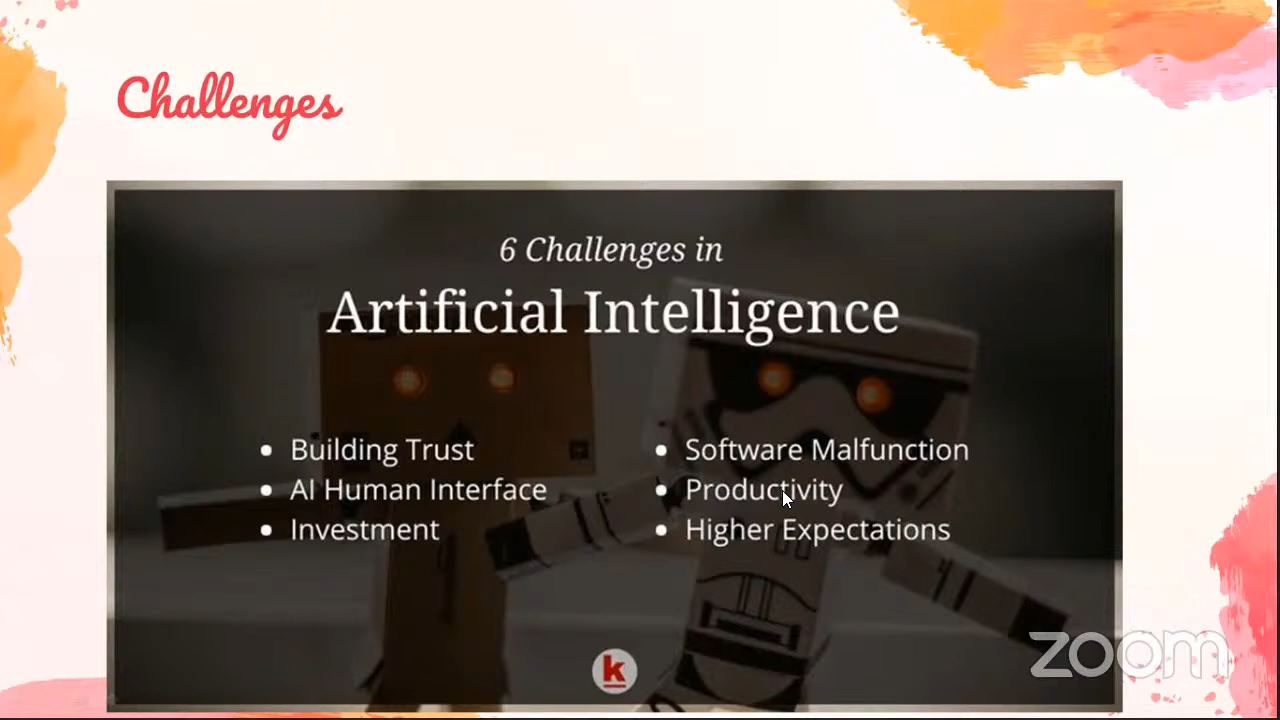 Challenges
6 Challenges in
Artificial Intelligence
• Building Trust
• AI Human Interface
• Investment
• Software Malfunction
• Productivity
• Higher Expectations
k
zoom